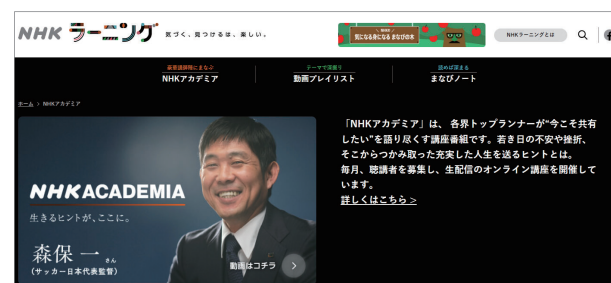 NHK ラーニング
気づく、見つけるは、楽しい。
\ NHK /
気になる身になる まなびの木
NHKラーニングとは
豪華講師陣にまなぶ
NHKアカデミア
テーマで深堀り
動画プレイリスト
読めば深まる
まなびノート
ホーム > NHKアカデミア
NHK ACADEMIA
生きるヒントが、ここに。
森保 一 さん
(サッカー日本代表監督)
動画はコチラ
「NHKアカデミア」は、各界トップランナーが“今こそ共有
したい”を語り尽くす講座番組です。若き日の不安や挫折、
そこからつかみ取った充実した人生を送るヒントとは。
毎月、聴講者を募集し、生配信のオンライン講座を開催して
います。
詳しくはこちら >